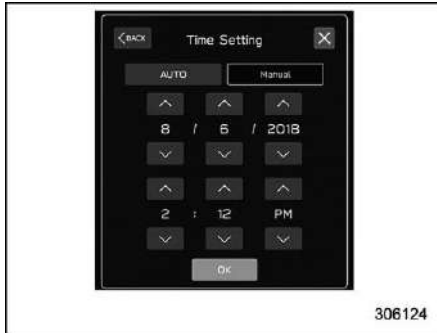 BACK Time Setting X
AUTO Manual
8 / 6 / 2018
2 : 12 PM
OK
306124